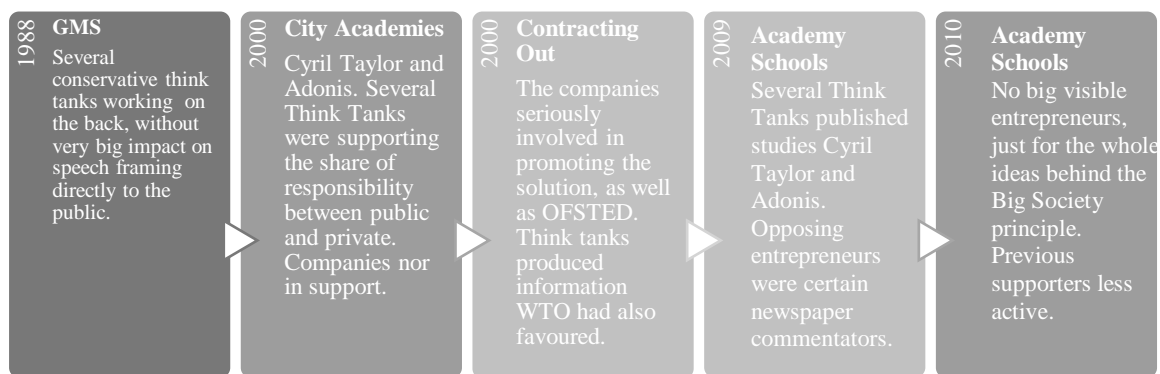 1988
GMS
Several
conservative think
tanks working on
the back, without
very big impact on
speech framing
directly to the
public.
2000
City Academies
Cyril Taylor and
Adonis. Several
Think Tanks
were supporting
the share of
responsibility
between public
and private.
Companies nor
in support.
2000
Contracting
Out
The companies
seriously
involved in
promoting the
solution, as well
as OFSTED.
Think tanks
produced
information
WTO had also
favoured.
2009
Academy
Schools
Several Think
Tanks published
studies Cyril
Taylor and
Adonis.
Opposing
entrepreneurs
were certain
newspaper
commentators.
2010
Academy
Schools
No big visible
entrepreneurs,
just for the whole
ideas behind the
Big Society
principle.
Previous
supporters less
active.